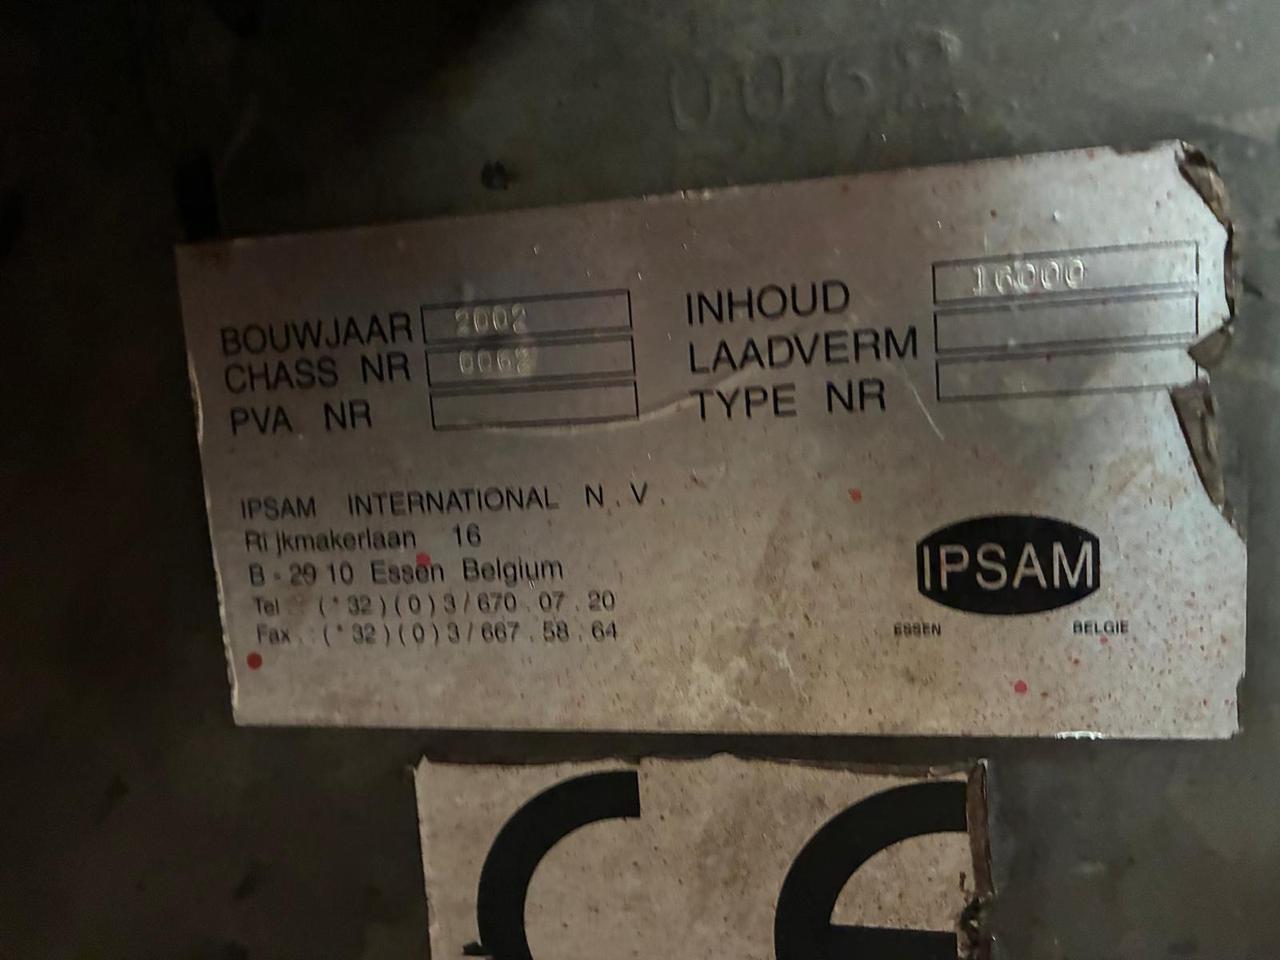 0062
BOUWJAAR 2002
CHASS NR 0062
PVA NR
INHOUD 16000
LAADVERM
TYPE NR
IPSAM INTERNATIONAL N.V.
Rijkmakerlaan 16
B-2910 Essen Belgium
Tel : (*32)(0)3/670.07.20
Fax. : (*32)(0)3/667.58.64
IPSAM
ESSEN BELGIE
CE